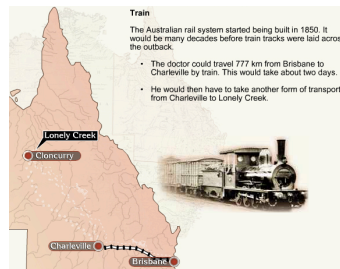 Train
The Australian rail system started being built in 1850. It
would be many decades before train tracks were laid across
the outback.
• The doctor could travel 777 km from Brisbane to
Charleville by train. This would take about two days.
• He would then have to take another form of transport
from Charleville to Lonely Creek.
Lonely Creek
Cloncurry
Charleville
Brisbane